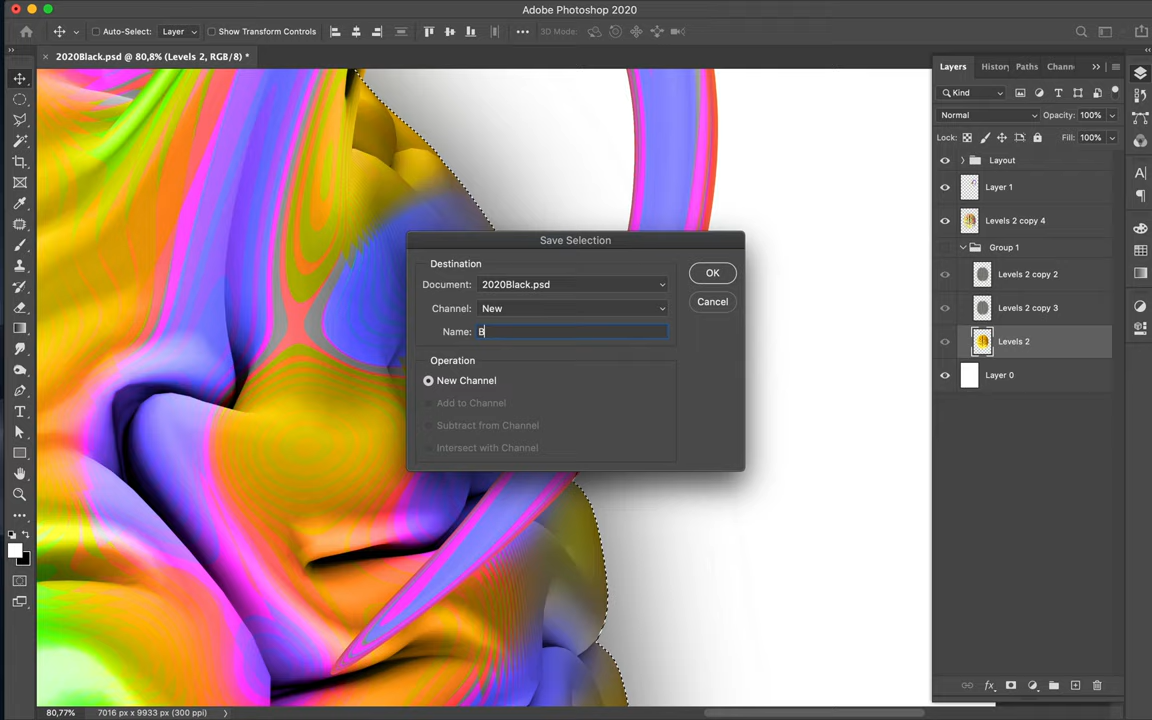 Adobe Photoshop 2020
Auto-Select: Layer Show Transform Controls 3D Mode:
2020Black.psd @ 80,8% (Levels 2, RGB/8) *
Layers History Paths Channe
Kind
Normal Opacity: 100%
Lock: Fill: 100%
Layout
Layer 1
Levels 2 copy 4
Group 1
Levels 2 copy 2
Levels 2 copy 3
Levels 2
Layer 0
Save Selection
Destination
Document: 2020Black.psd
Channel: New
Name: B
OK
Cancel
Operation
New Channel
Add to Channel
Subtract from Channel
Intersect with Channel
80,77% 7016 px x 9933 px (300 ppi)